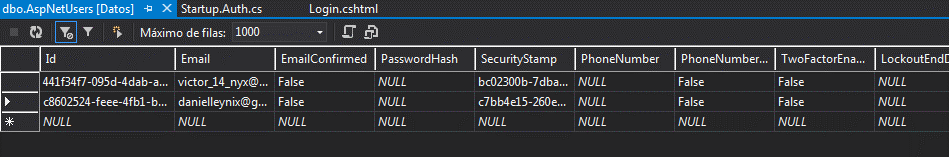 dbo.AspNetUsers [Datos] Startup.Auth.cs Login.cshtml
Máximo de filas: 1000
Id Email EmailConfirmed PasswordHash SecurityStamp PhoneNumber PhoneNumber... TwoFactorEna... LockoutEndD
441f34f7-095d-4dab-a... victor_14_nyx@... False NULL bc02300b-7dba... NULL False False NULL
c8602524-feee-4fb1-b... danielleynix@g... False NULL c7bb4e15-260e... NULL False False NULL
NULL NULL NULL NULL NULL NULL NULL NULL NULL